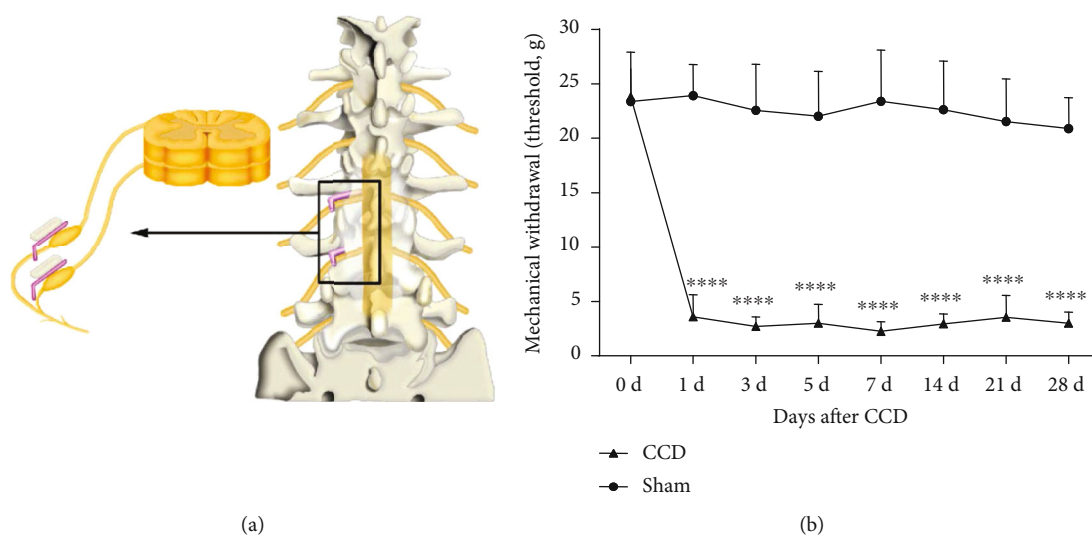 30
25
20
15
10
5
0
Mechanical withdrawal (threshold, g)
****
****
****
****
****
****
****
0 d
1 d
3 d
5 d
7 d
14 d
21 d
28 d
Days after CCD
CCD
Sham
(a)
(b)